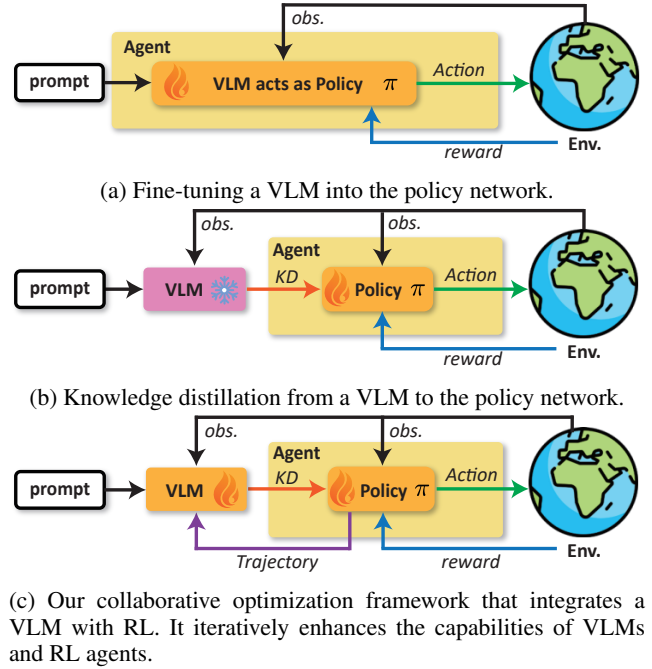 obs.
Agent
prompt
VLM acts as Policy π
Action
reward
Env.
(a) Fine-tuning a VLM into the policy network.
obs.
obs.
Agent
prompt
VLM
KD
Policy π
Action
reward
Env.
(b) Knowledge distillation from a VLM to the policy network.
obs.
obs.
Agent
prompt
VLM
KD
Policy π
Action
Trajectory
reward
Env.
(c) Our collaborative optimization framework that integrates a
VLM with RL. It iteratively enhances the capabilities of VLMs
and RL agents.